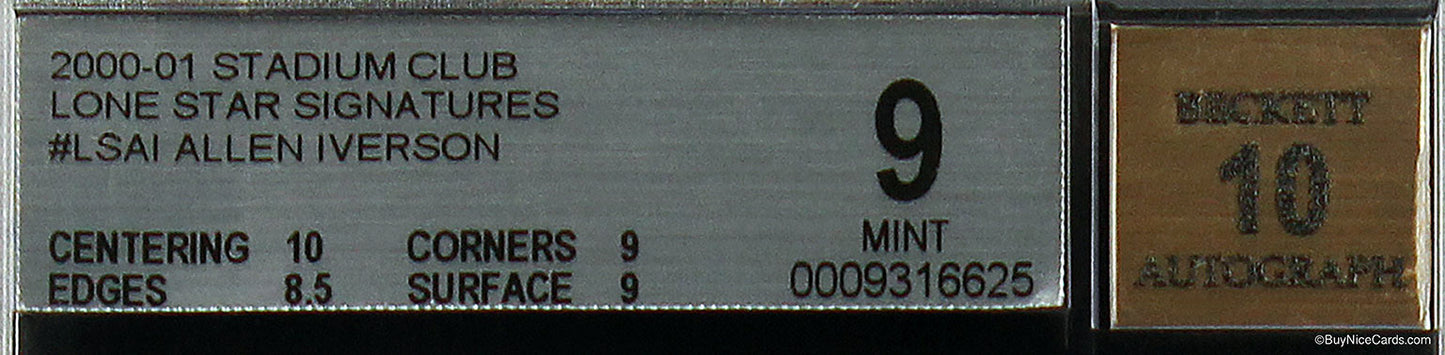 2000-01 STADIUM CLUB
LONE STAR SIGNATURES
#LSAI ALLEN IVERSON
CENTERING 10 CORNERS 9
EDGES 8.5 SURFACE 9
9
MINT
0009316625
BECKETT
10
AUTOGRAPH
©BuyNiceCards.com